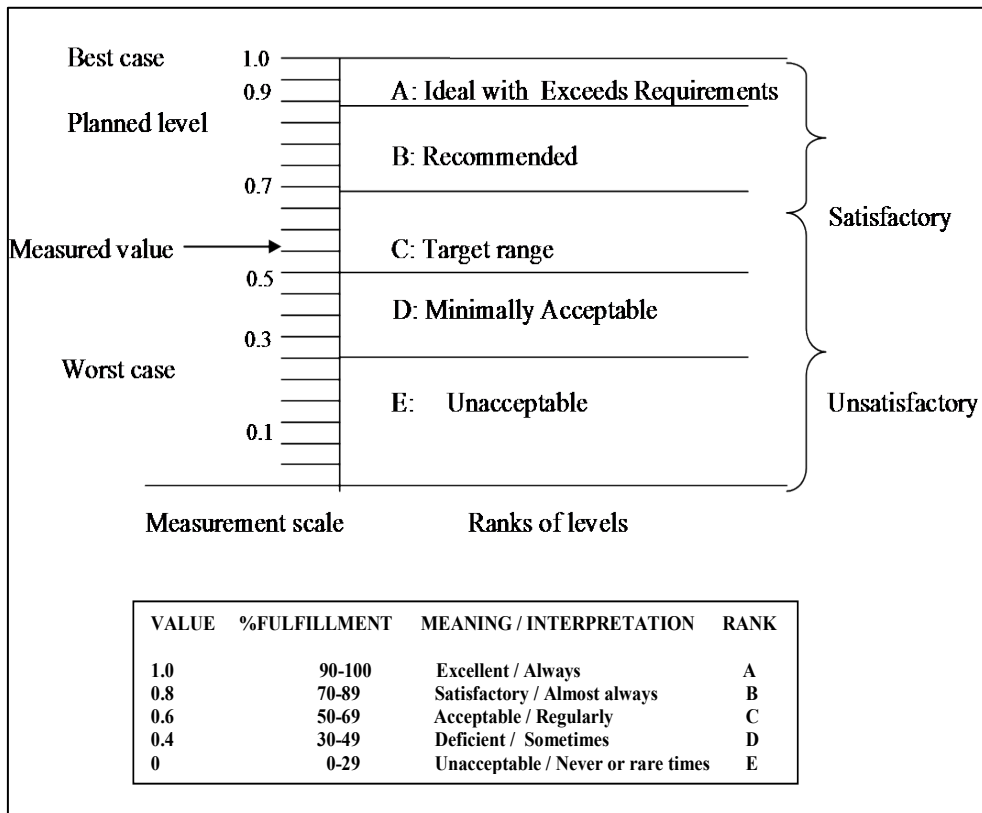 Best case 1.0
0.9 A: Ideal with Exceeds Requirements
Planned level
B: Recommended
0.7
Satisfactory
Measured value C: Target range
0.5
D: Minimally Acceptable
0.3
Worst case
E: Unacceptable Unsatisfactory
0.1
Measurement scale Ranks of levels
VALUE %FULFILLMENT MEANING / INTERPRETATION RANK
1.0 90-100 Excellent / Always A
0.8 70-89 Satisfactory / Almost always B
0.6 50-69 Acceptable / Regularly C
0.4 30-49 Deficient / Sometimes D
0 0-29 Unacceptable / Never or rare times E